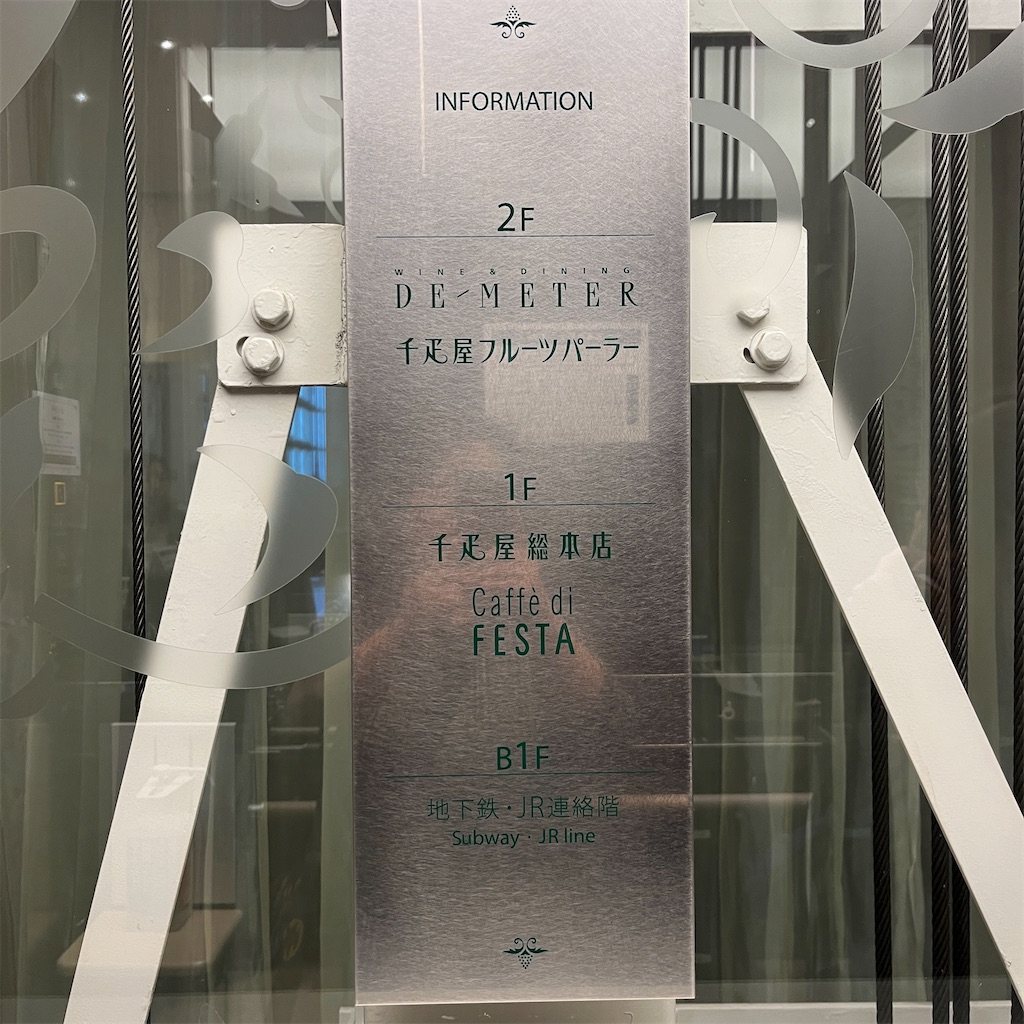 INFORMATION
2F
WINE & DINING
DE-METER
千疋屋フルーツパーラー
1F
千疋屋総本店
Caffè di
FESTA
B1F
地下鉄・JR連絡階
Subway・JR line